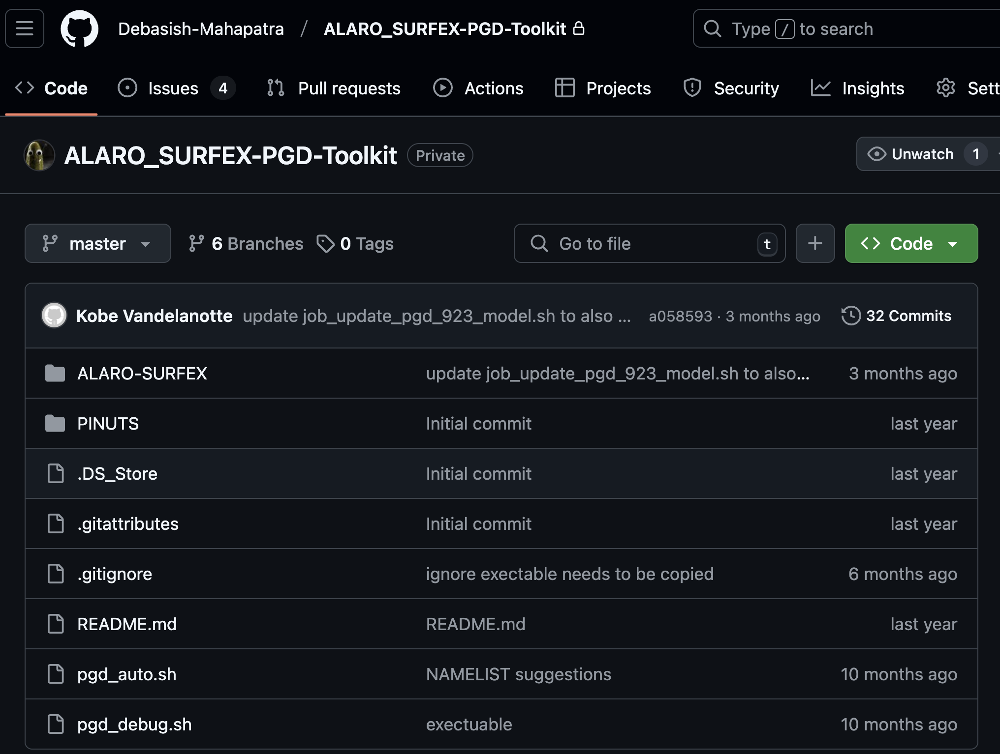 Debasish-Mahapatra / ALARO_SURFEX-PGD-Toolkit Type / to search
Code Issues 4 Pull requests Actions Projects Security Insights Sett
ALARO_SURFEX-PGD-Toolkit Private Unwatch 1
master 6 Branches 0 Tags Go to file t + Code
Kobe Vandelanotte update job_update_pgd_923_model.sh to also ... a058593 · 3 months ago 32 Commits
ALARO-SURFEX update job_update_pgd_923_model.sh to also... 3 months ago
PINUTS Initial commit last year
.DS_Store Initial commit last year
.gitattributes Initial commit last year
.gitignore ignore exectable needs to be copied 6 months ago
README.md README.md last year
pgd_auto.sh NAMELIST suggestions 10 months ago
pgd_debug.sh exectuable 10 months ago